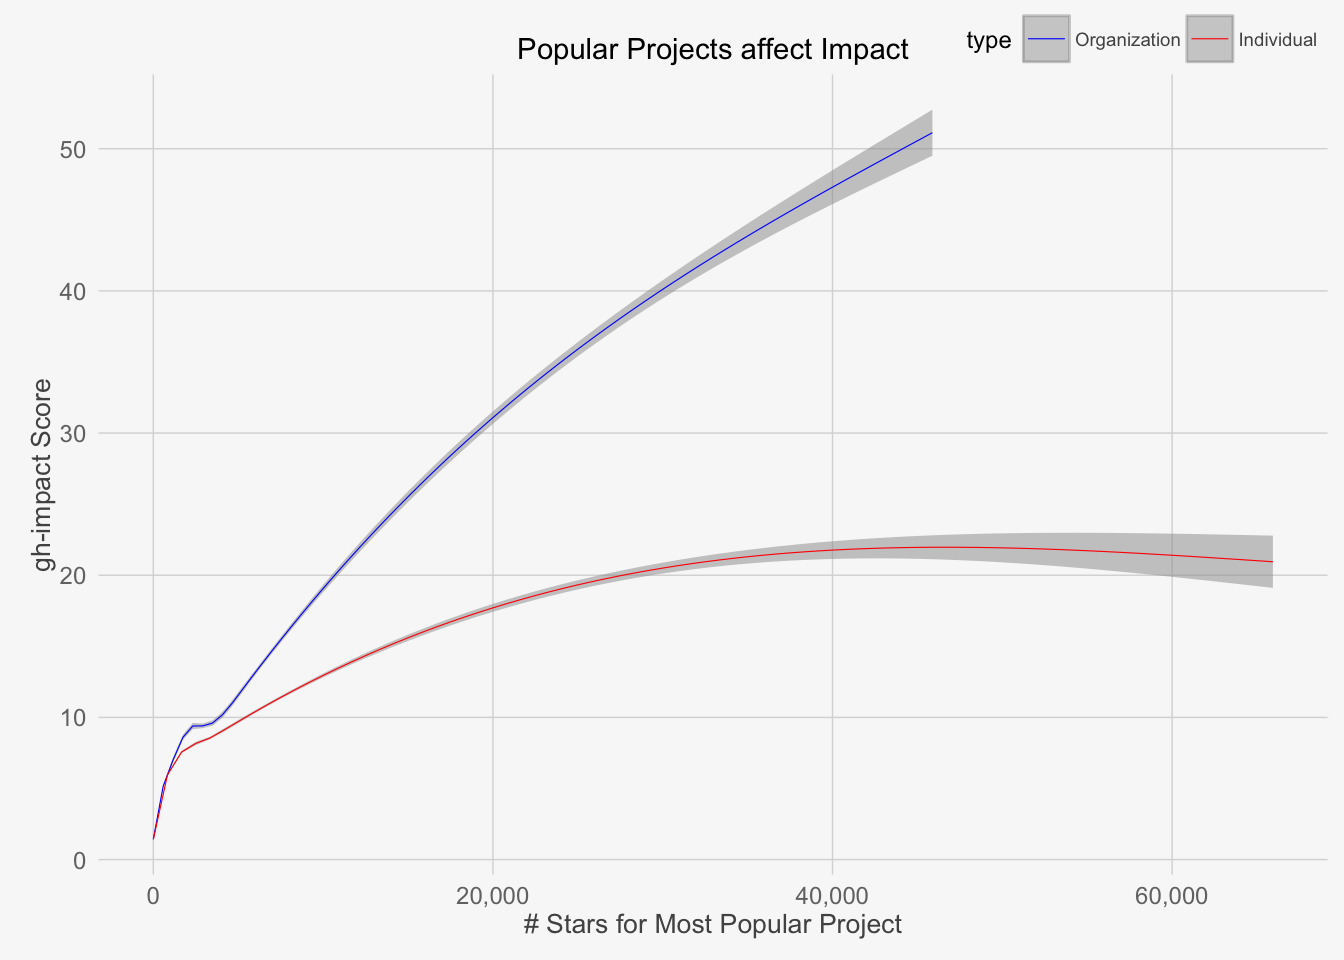 Popular Projects affect Impact
type Organization Individual
gh-impact Score
50
40
30
20
10
0
0 20,000 40,000 60,000
# Stars for Most Popular Project